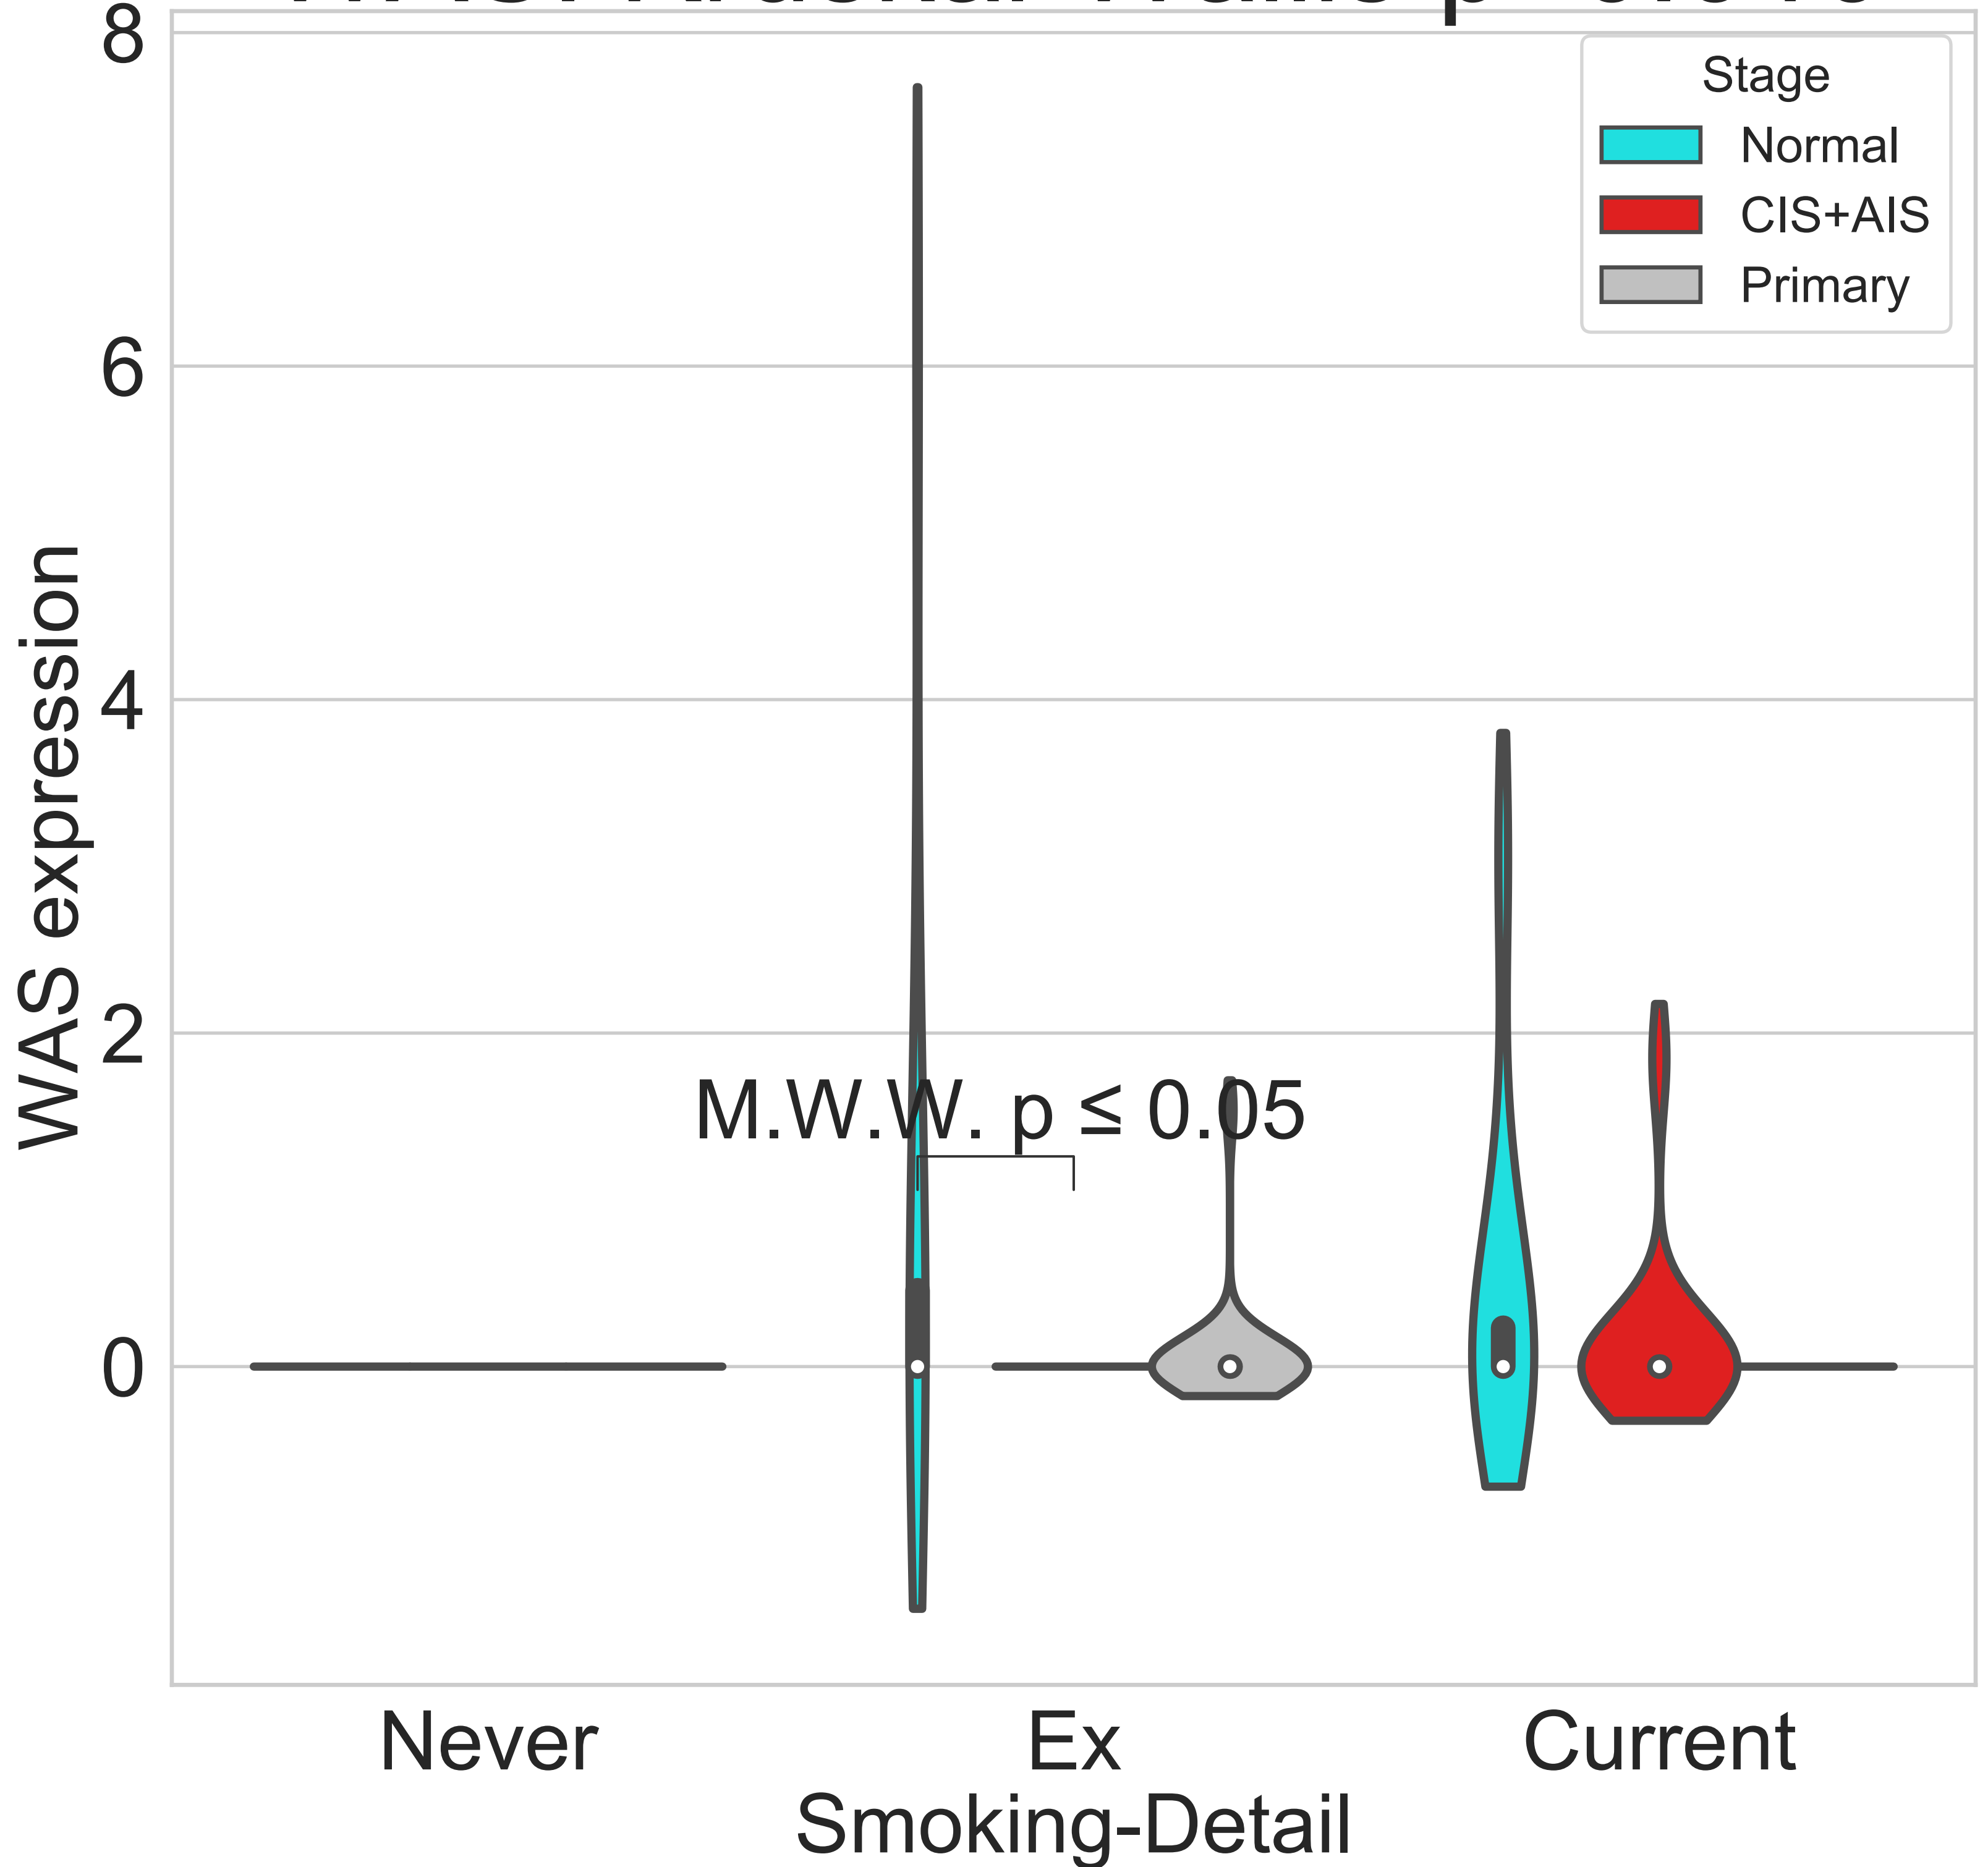 8
Stage
Normal
CIS+AIS
Primary
6
4
2
0
WAS expression
M.W.W. p ≤ 0.05
Never Ex Current
Smoking-Detail